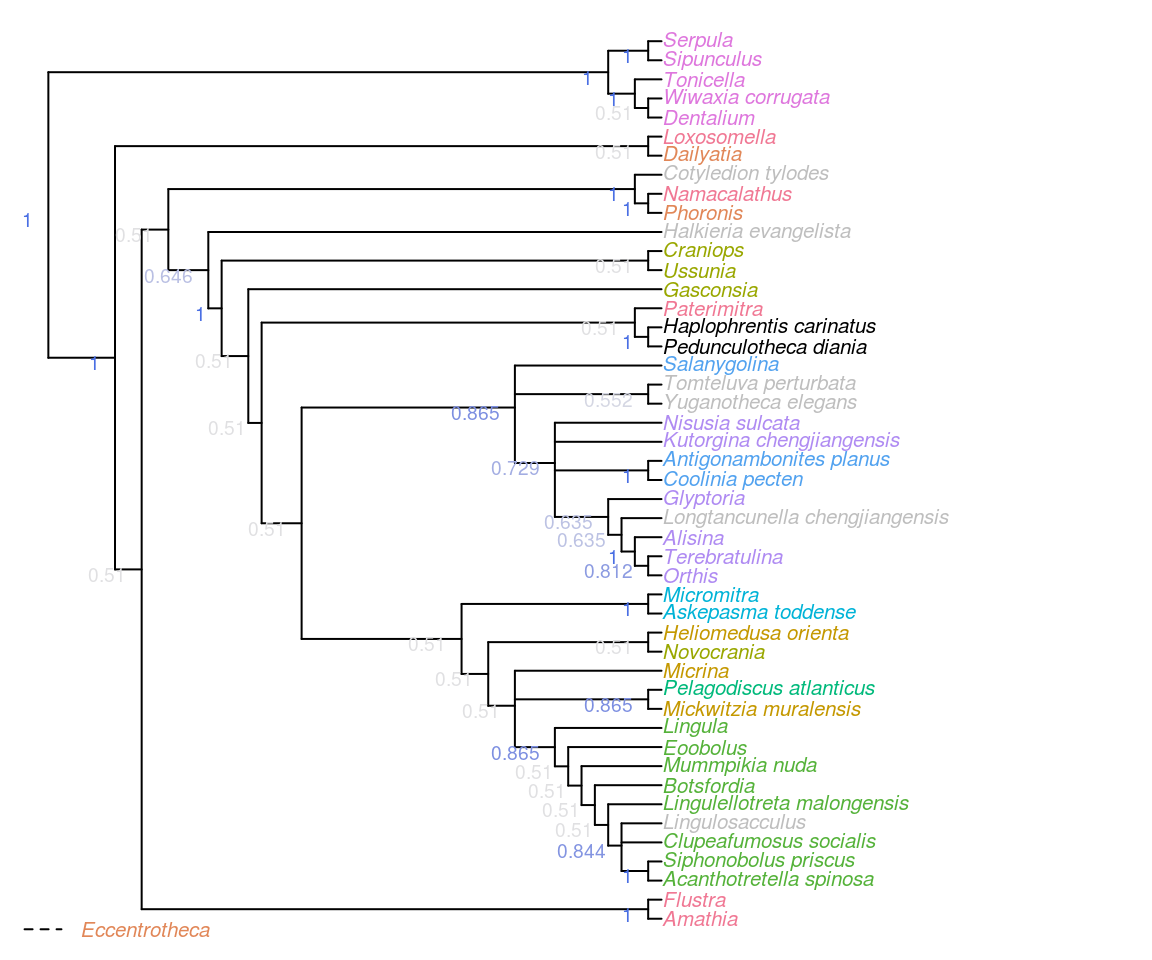 Serpula
1
Sipunculus
1
Tonicella
1
Wiwaxia corrugata
0.51
Dentalium
Loxosomella
0.51
Dailyatia
Cotyledion tylodes
1
Namacalathus
1
Phoronis
1
0.51
Halkieria evangelista
Craniops
0.51
Ussunia
0.646
Gasconsia
Paterimitra
1
0.51
Haplophrentis carinatus
1
Pedunculotheca diania
1
0.51
Salanygolina
Tomteluva perturbata
0.552
Yuganotheca elegans
0.865
Nisusia sulcata
0.51
Kutorgina chengjiangensis
Antigonambonites planus
0.729
1
Coolinia pecten
Glyptoria
Longtancunella chengjiangensis
0.635
0.51
Alisina
0.635
1
Terebratulina
0.812
0.51
Orthis
Micromitra
1
Askepasma toddense
Heliomedusa orienta
0.51
0.51
Novocrania
Micrina
0.51
Pelagodiscus atlanticus
0.865
Mickwitzia muralensis
0.51
Lingula
Eoobolus
0.865
Mummpikia nuda
0.51
Botsfordia
0.51
Lingulellotreta malongensis
0.51
Lingulosacculus
0.51
Clupeafumosus socialis
0.844
Siphonobolus priscus
1
Acanthotretella spinosa
Flustra
1
Amathia
Eccentrotheca